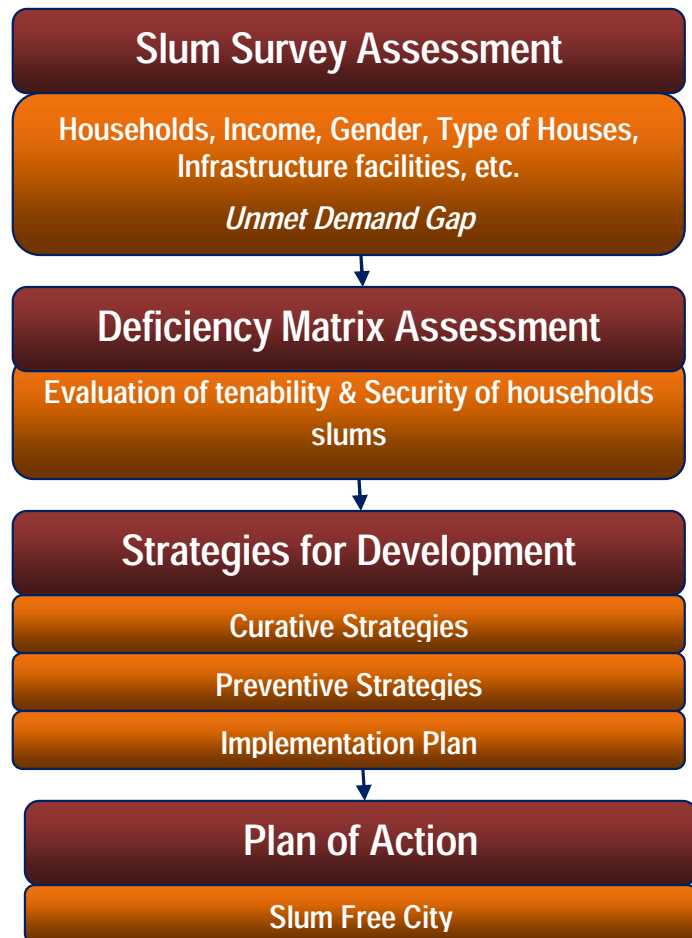 Slum Survey Assessment
Households, Income, Gender, Type of Houses,
Infrastructure facilities, etc.
Unmet Demand Gap
Deficiency Matrix Assessment
Evaluation of tenability & Security of households
slums
Strategies for Development
Curative Strategies
Preventive Strategies
Implementation Plan
Plan of Action
Slum Free City